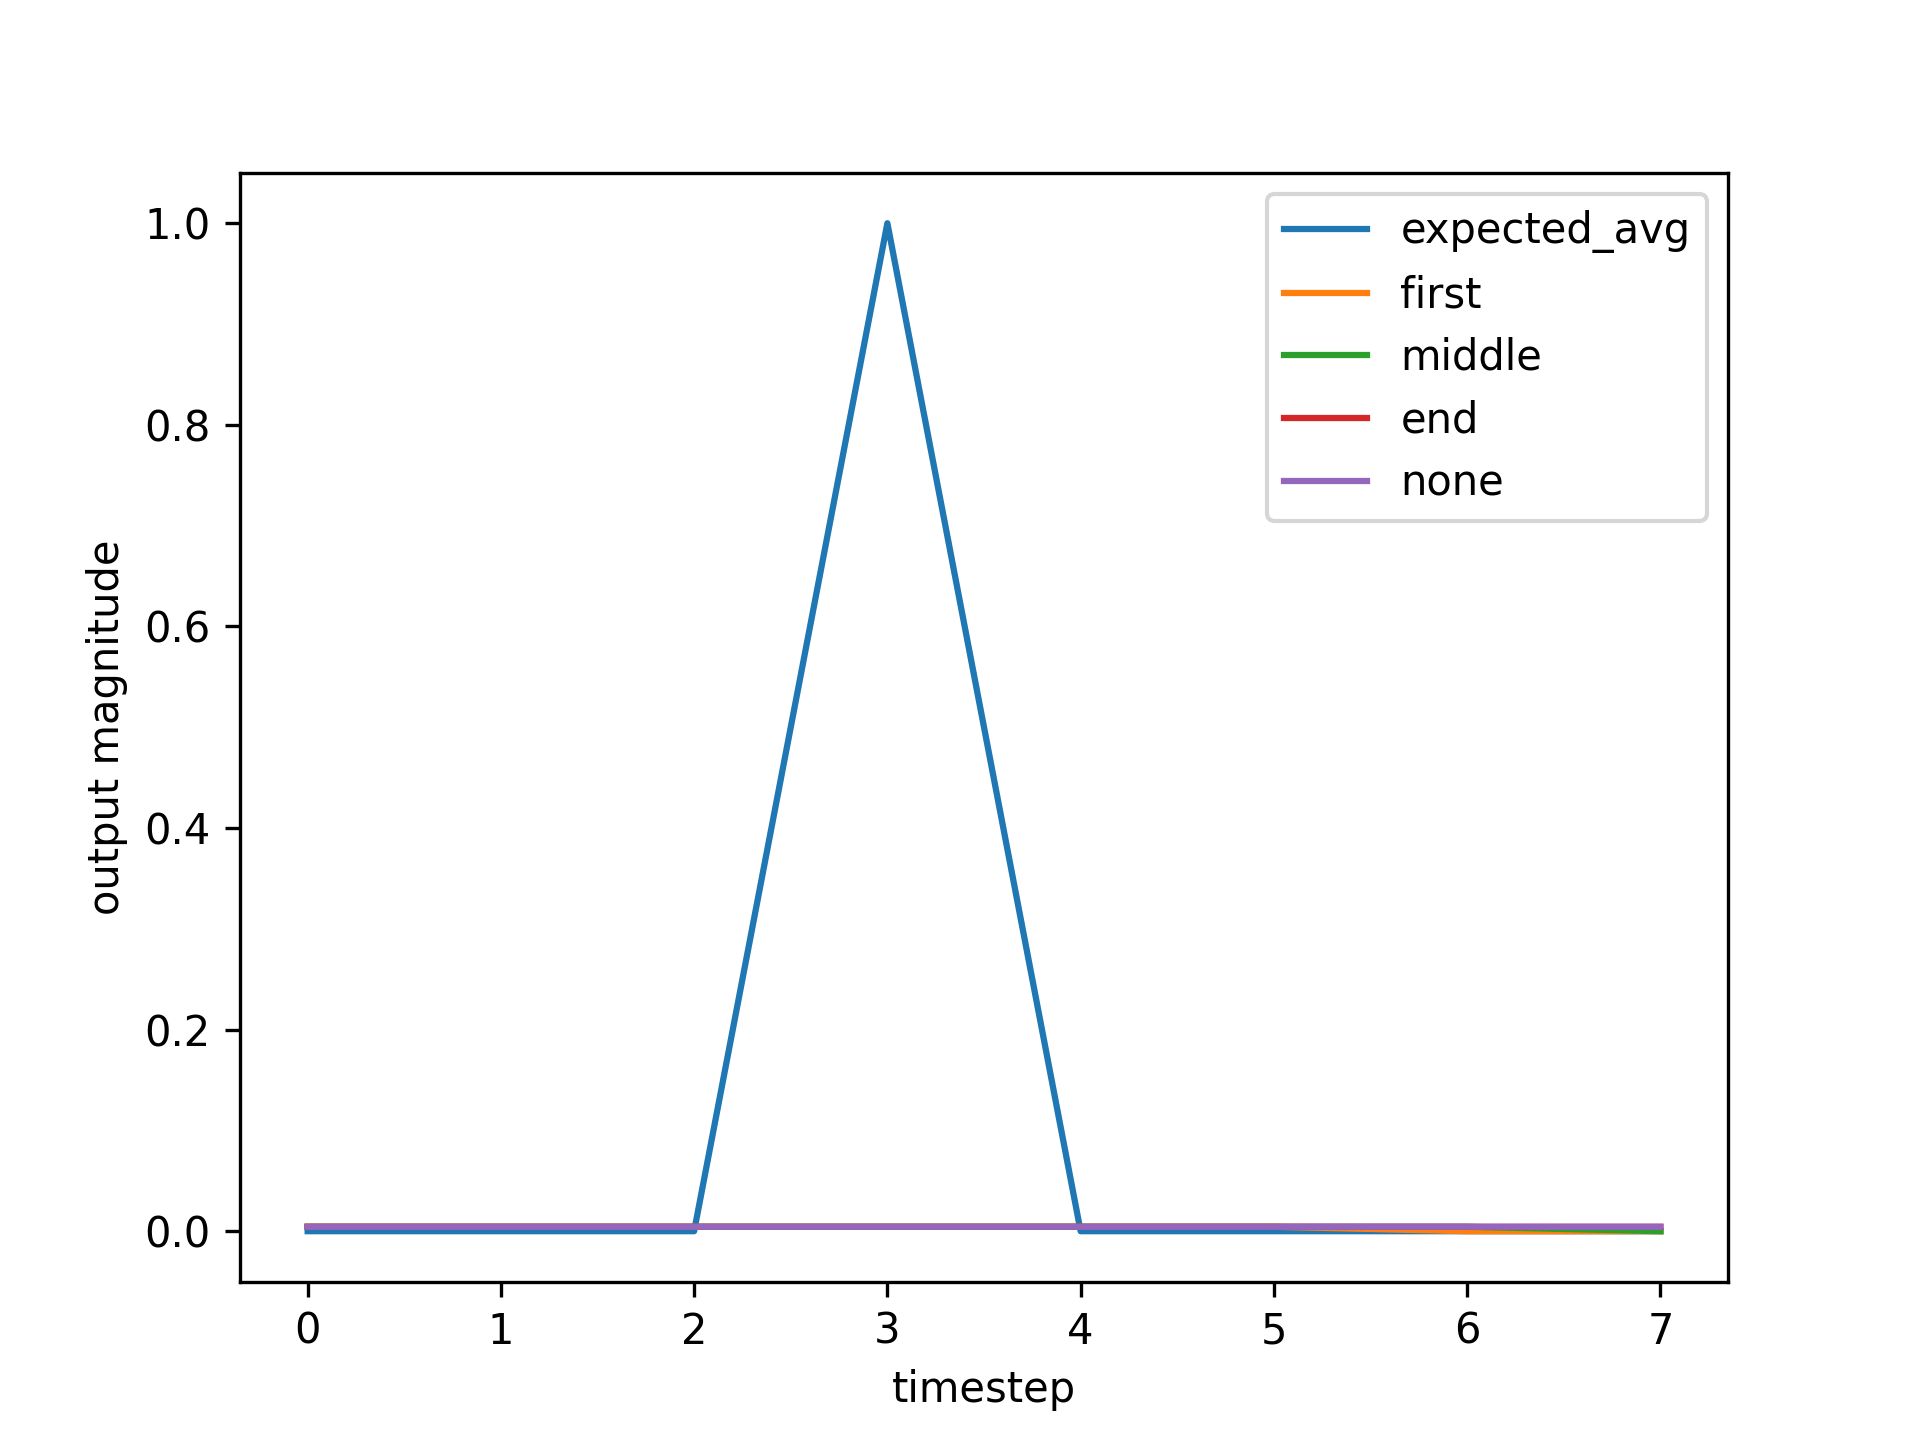 expected_avg
first
middle
end
none
1.0
0.8
0.6
0.4
0.2
0.0
output magnitude
0 1 2 3 4 5 6 7
timestep